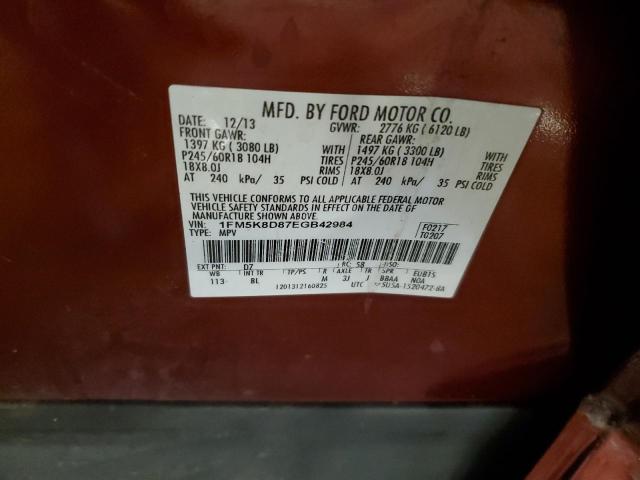 MFD. BY FORD MOTOR CO.
DATE: 12/13 GVWR: 2776 KG ( 6120 LB)
FRONT GAWR: REAR GAWR:
1397 KG ( 3080 LB) WITH 1497 KG ( 3300 LB) WITH
P245/60R18 104H TIRES P245/60R18 104H TIRES
18X8.0J RIMS 18X8.0J RIMS
AT 240 kPa/ 35 PSI COLD AT 240 kPa/ 35 PSI COLD
THIS VEHICLE CONFORMS TO ALL APPLICABLE FEDERAL MOTOR
VEHICLE SAFETY STANDARDS IN EFFECT ON THE DATE OF MANUFACTURE SHOWN ABOVE.
VIN: 1FM5K8D87EGB42984 F0217
TYPE: MPV T0207
EXT PNT: DZ RC: 58 DSO:
WB INT TR TP/PS R AXLE TR SPR EUBTS
113 BL M 3J J BBAA NGA
1201312160825 UTC